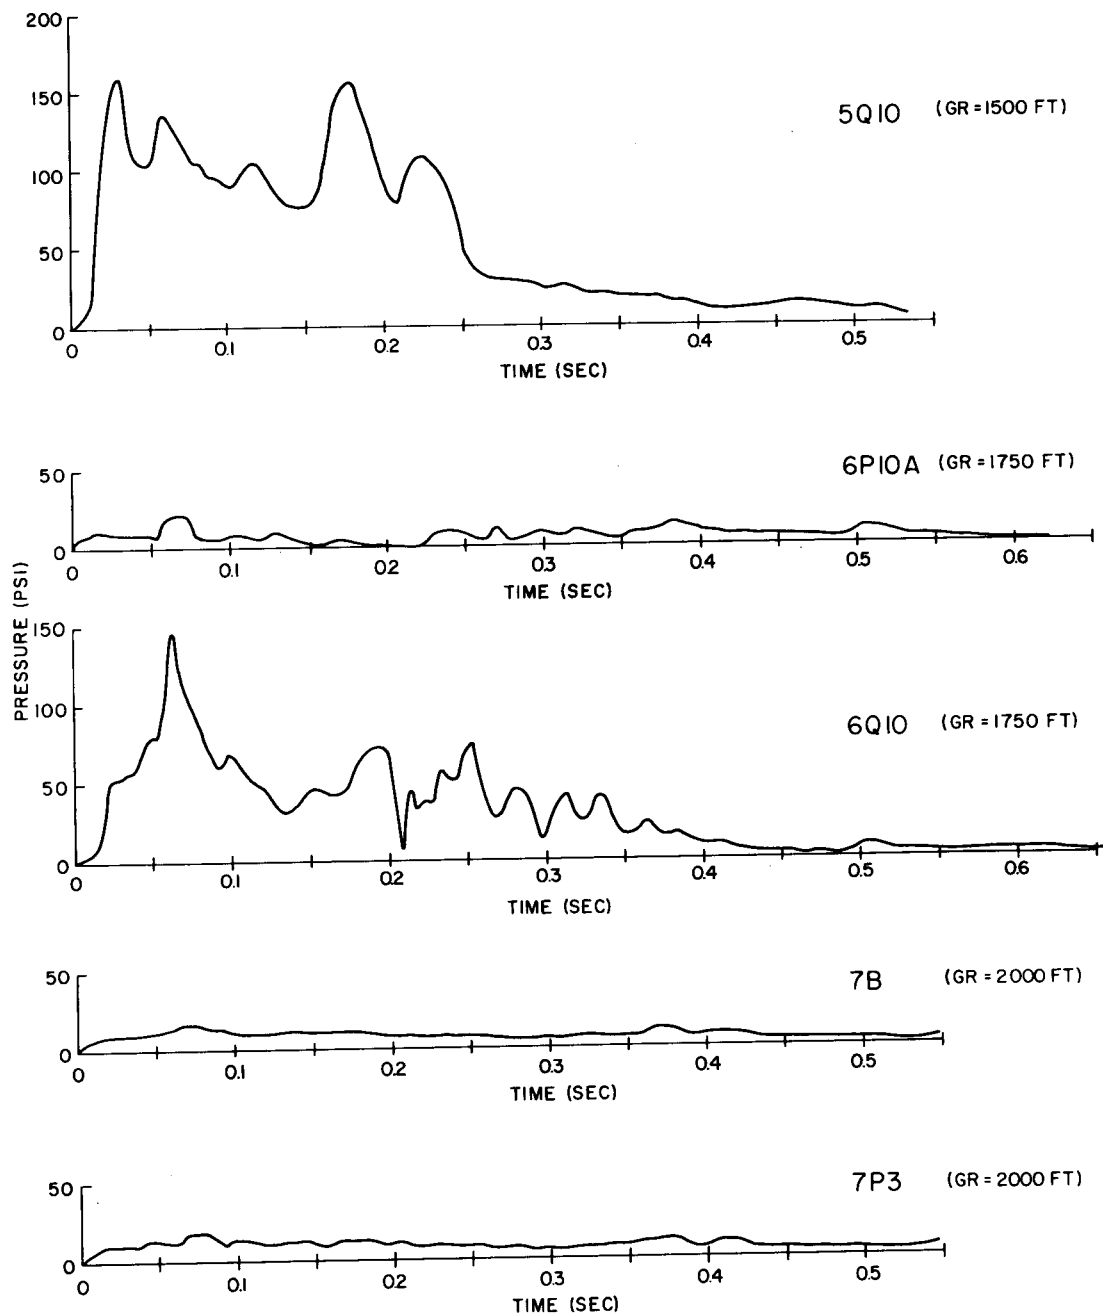 200
150
100
50
0
5Q10 (GR = 1500 FT)
0 0.1 0.2 0.3 0.4 0.5
TIME (SEC)
PRESSURE (PSI)
50
0
6P10A (GR = 1750 FT)
0 0.1 0.2 0.3 0.4 0.5 0.6
TIME (SEC)
150
100
50
0
6Q10 (GR = 1750 FT)
0 0.1 0.2 0.3 0.4 0.5 0.6
TIME (SEC)
50
0
7B (GR = 2000 FT)
0 0.1 0.2 0.3 0.4 0.5
TIME (SEC)
50
0
7P3 (GR = 2000 FT)
0 0.1 0.2 0.3 0.4 0.5
TIME (SEC)